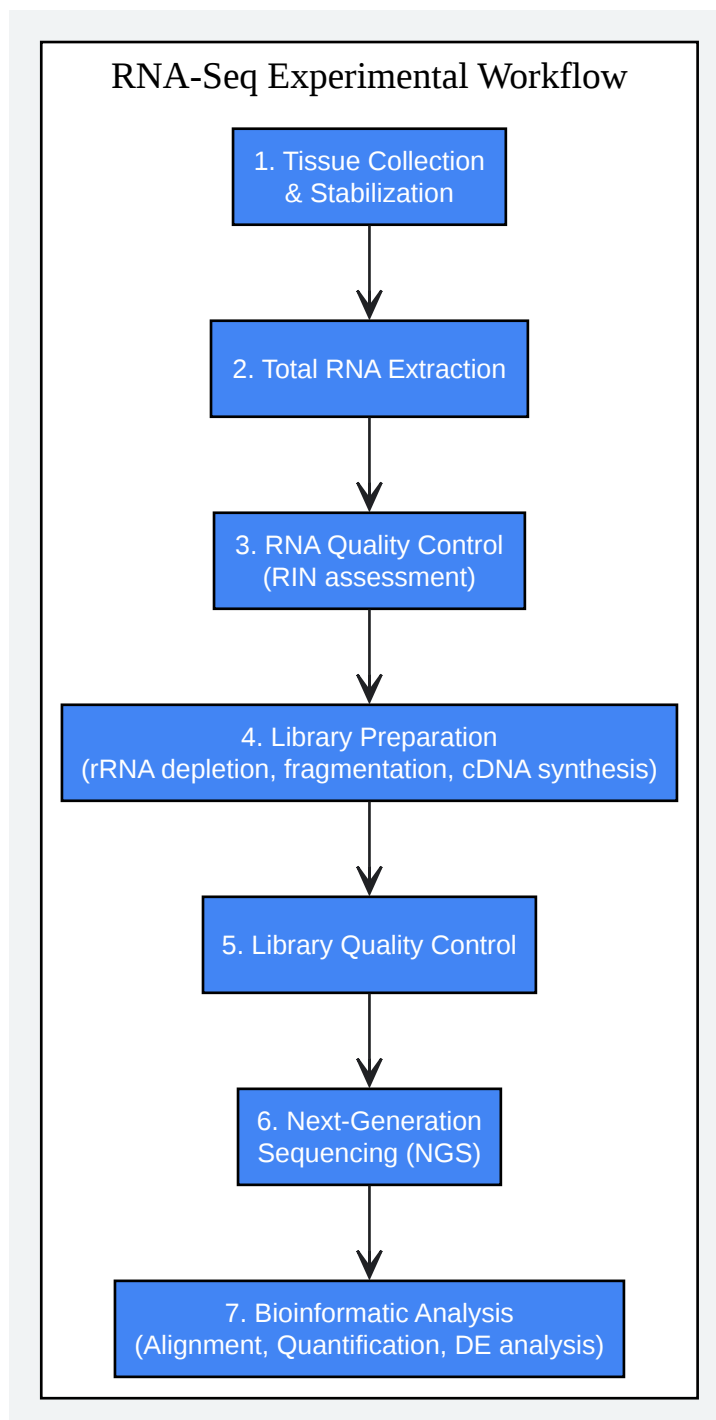 RNA-Seq Experimental Workflow
1. Tissue Collection
& Stabilization
2. Total RNA Extraction
3. RNA Quality Control
(RIN assessment)
4. Library Preparation
(rRNA depletion, fragmentation, cDNA synthesis)
5. Library Quality Control
6. Next-Generation
Sequencing (NGS)
7. Bioinformatic Analysis
(Alignment, Quantification, DE analysis)